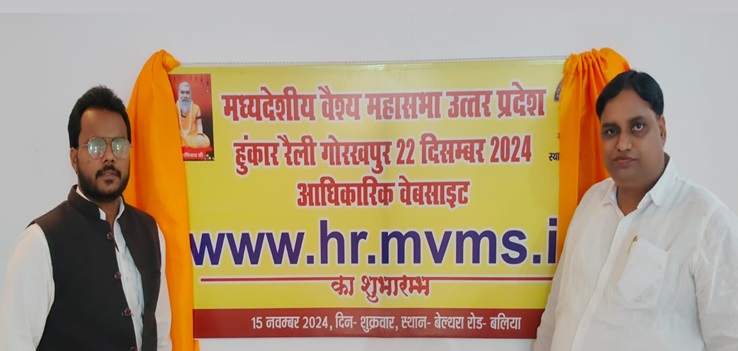 मध्यदेशीय वैश्य महासभा उत्तर प्रदेश
हुंकार रैली गोरखपुर 22 दिसम्बर 2024
आधिकारिक वेबसाइट
www.hr.mvms.i
का शुभारम्भ
15 नवम्बर 2024, दिन- शुक्रवार, स्थान- बेल्थरा रोड- बलिया